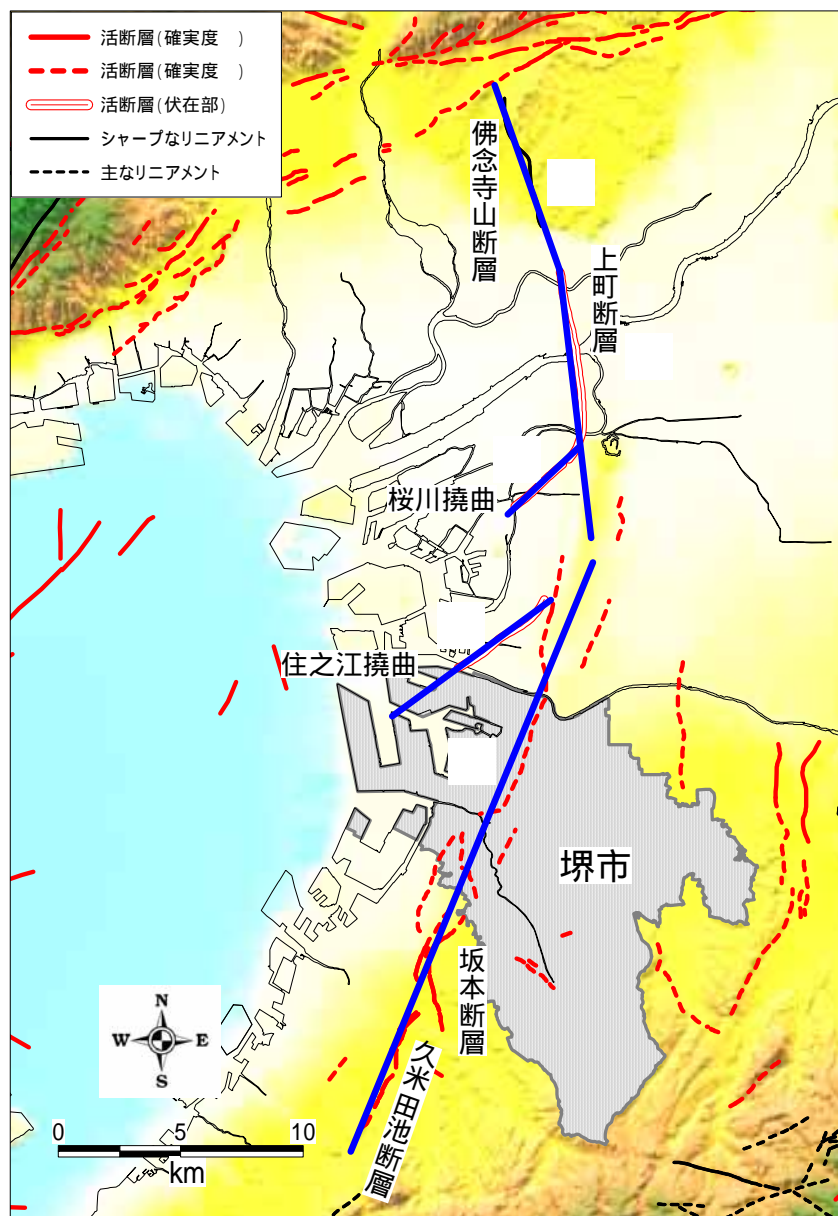 活断層(確実度　)
活断層(確実度　)
活断層(伏在部)
シャープなリニアメント
主なリニアメント
佛念寺山断層
上町断層
桜川撓曲
住之江撓曲
堺市
坂本断層
久米田池断層
N
W E
S
0 5 10
km